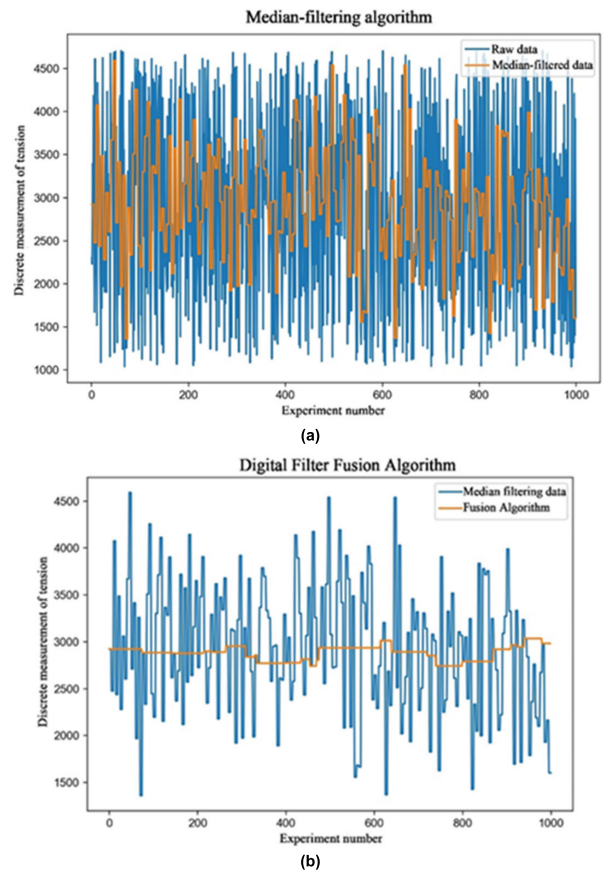 Median-filtering algorithm
Raw data
Median-filtered data
4500
4000
3500
3000
2500
2000
1500
1000
Discrete measurement of tension
0
200
400
600
800
1000
Experiment number
(a)
Digital Filter Fusion Algorithm
Median filtering data
Fusion Algorithm
4500
4000
3500
3000
2500
2000
1500
Discrete measurement of tension
0
200
400
600
800
1000
Experiment number
(b)